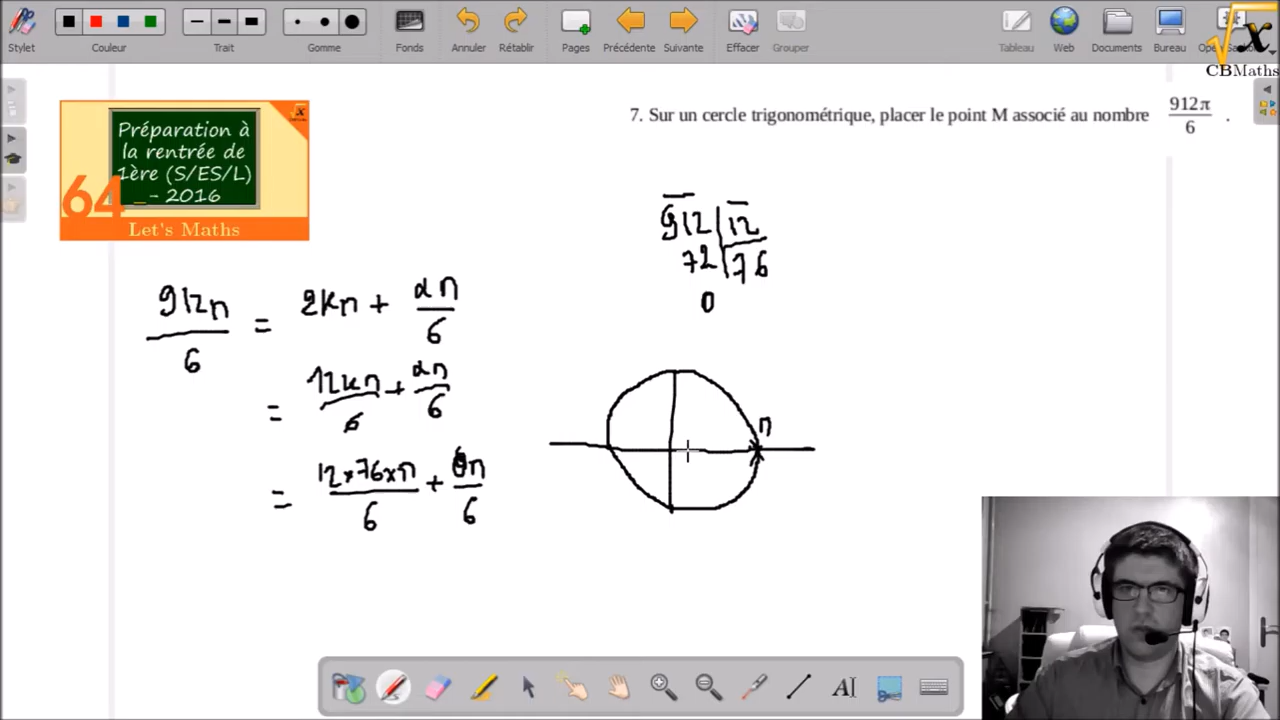 Stylet
Couleur
Trait
Gomme
Fonds
Annuler
Rétablir
Pages
Précédente
Suivante
Effacer
Grouper
Tableau
Web
Documents
Bureau
√x
CBMaths
Préparation à
la rentrée de
1ère (S/ES/L)
_ - 2016
64
Let's Maths
7. Sur un cercle trigonométrique, placer le point M associé au nombre 912π/6 .
912 | 12
72 | 76
0
912π/6 = 2kπ + απ/6
= 12kπ/6 + απ/6
= 12×76×π/6 + 0π/6
M
AI